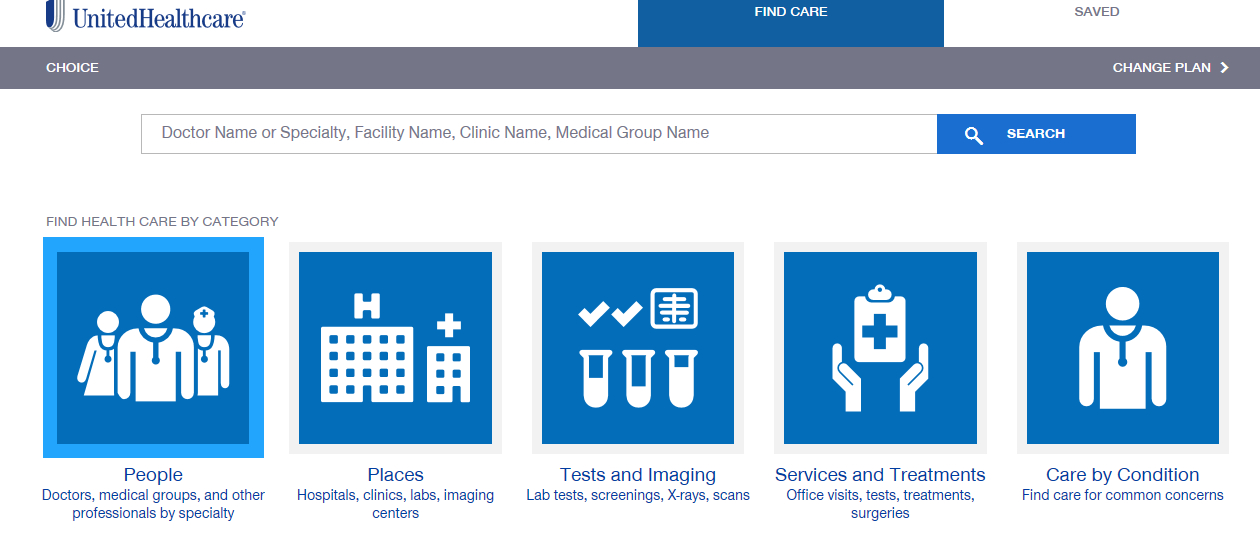 UnitedHealthcare®
FIND CARE
SAVED
CHOICE
CHANGE PLAN
Doctor Name or Specialty, Facility Name, Clinic Name, Medical Group Name
SEARCH
FIND HEALTH CARE BY CATEGORY
H
People
Doctors, medical groups, and other
professionals by specialty
Places
Hospitals, clinics, labs, imaging
centers
Tests and Imaging
Lab tests, screenings, X-rays, scans
Services and Treatments
Office visits, tests, treatments,
surgeries
Care by Condition
Find care for common concerns